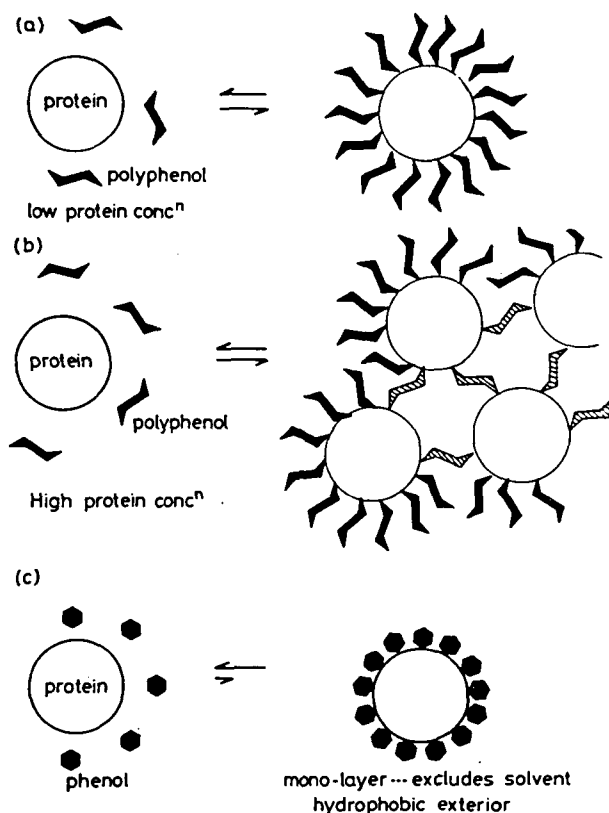 (a)
protein
polyphenol
low protein concⁿ
(b)
protein
polyphenol
High protein concⁿ
(c)
protein
phenol
mono-layer ··· excludes solvent
hydrophobic exterior